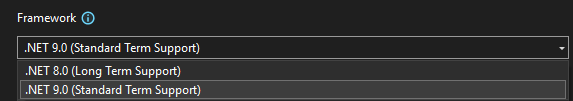 Framework
.NET 9.0 (Standard Term Support)
.NET 8.0 (Long Term Support)
.NET 9.0 (Standard Term Support)